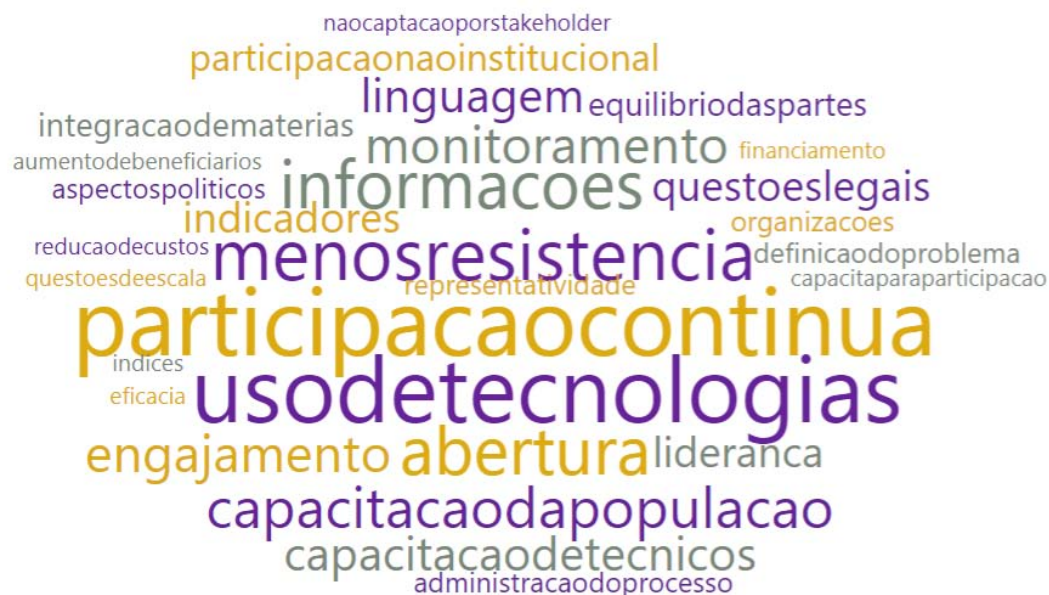 naocaptacaoporstakeholder
participacaonaoinstitucional
linguagem equilibriodaspartes
integracaodematerias monitoramento financiamento
aumentodebeneficiarios informacoes
aspectospoliticos questoeslegais
indicadores organizacoes
reducaodecustos menosresistencia definicaodoproblema
questoesdeescala representatividade capacitaparaparticipacao
participacaocontinua
indices
eficacia usodetecnologias
engajamento abertura lideranca
capacitacaodapopulacao
capacitacaodetecnicos
administracaodoprocesso